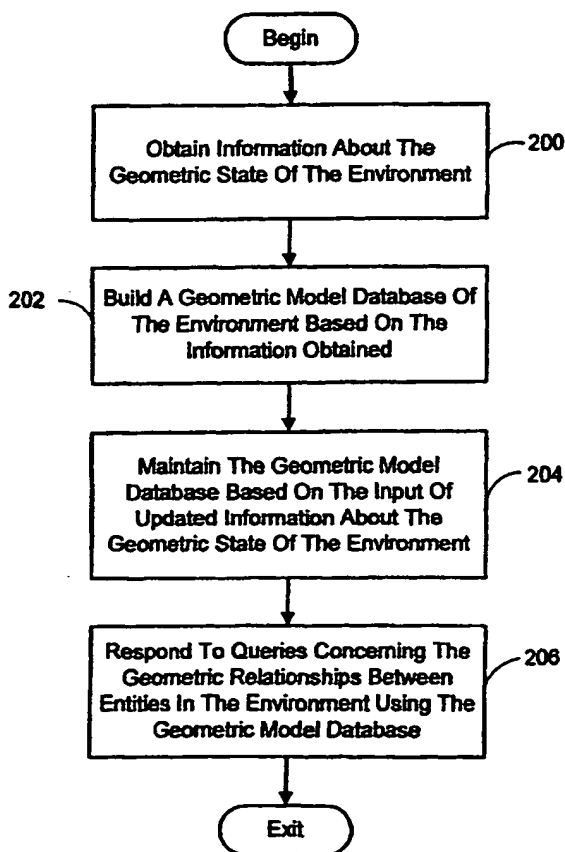 Begin
Obtain Information About The
Geometric State Of The Environment
200
202
Build A Geometric Model Database Of
The Environment Based On The
Information Obtained
Maintain The Geometric Model
Database Based On The Input Of
Updated Information About The
Geometric State Of The Environment
204
Respond To Queries Concerning The
Geometric Relationships Between
Entities In The Environment Using The
Geometric Model Database
206
Exit